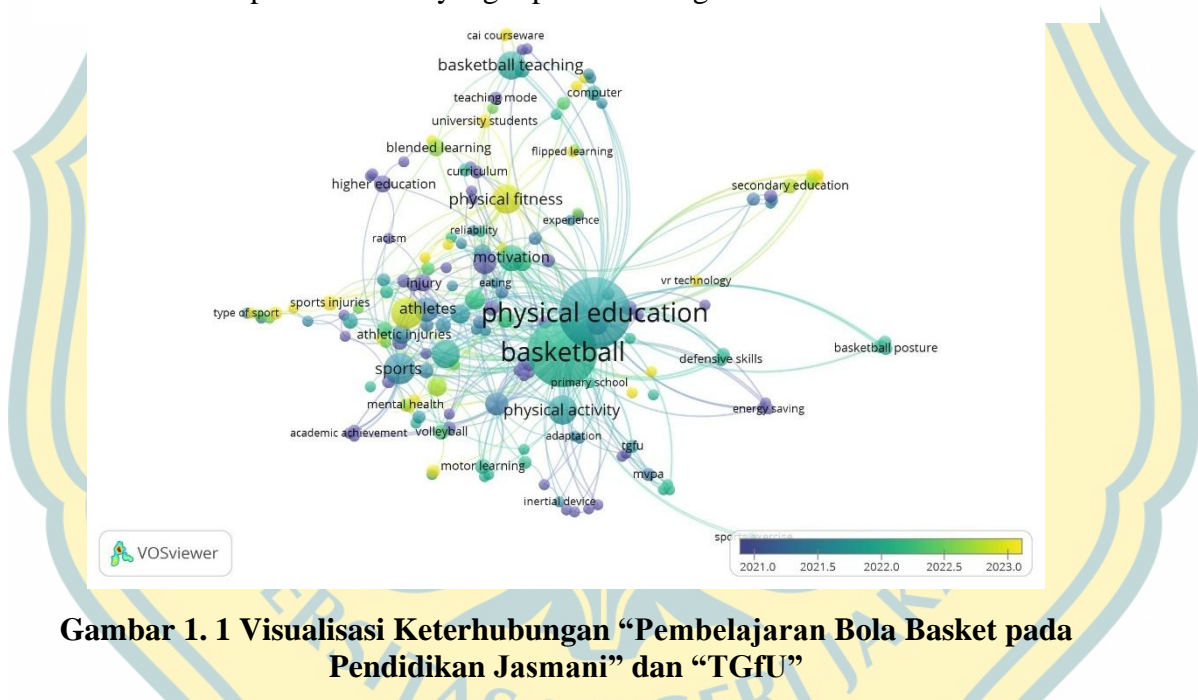 cai courseware
basketball teaching
computer
teaching mode
university students
blended learning
flipped learning
curriculum
higher education
secondary education
physical fitness
experience
reliability
racism
motivation
vr technology
injury
eating
sports injuries
type of sport
athletes
physical education
athletic injuries
basketball posture
basketball
defensive skills
sports
primary school
mental health
physical activity
energy saving
academic achievement
volleyball
adaptation
tgfu
motor learning
mvpa
inertial device
sports exercise
VOSviewer
2021.0 2021.5 2022.0 2022.5 2023.0
Gambar 1. 1 Visualisasi Keterhubungan “Pembelajaran Bola Basket pada
Pendidikan Jasmani” dan “TGfU”